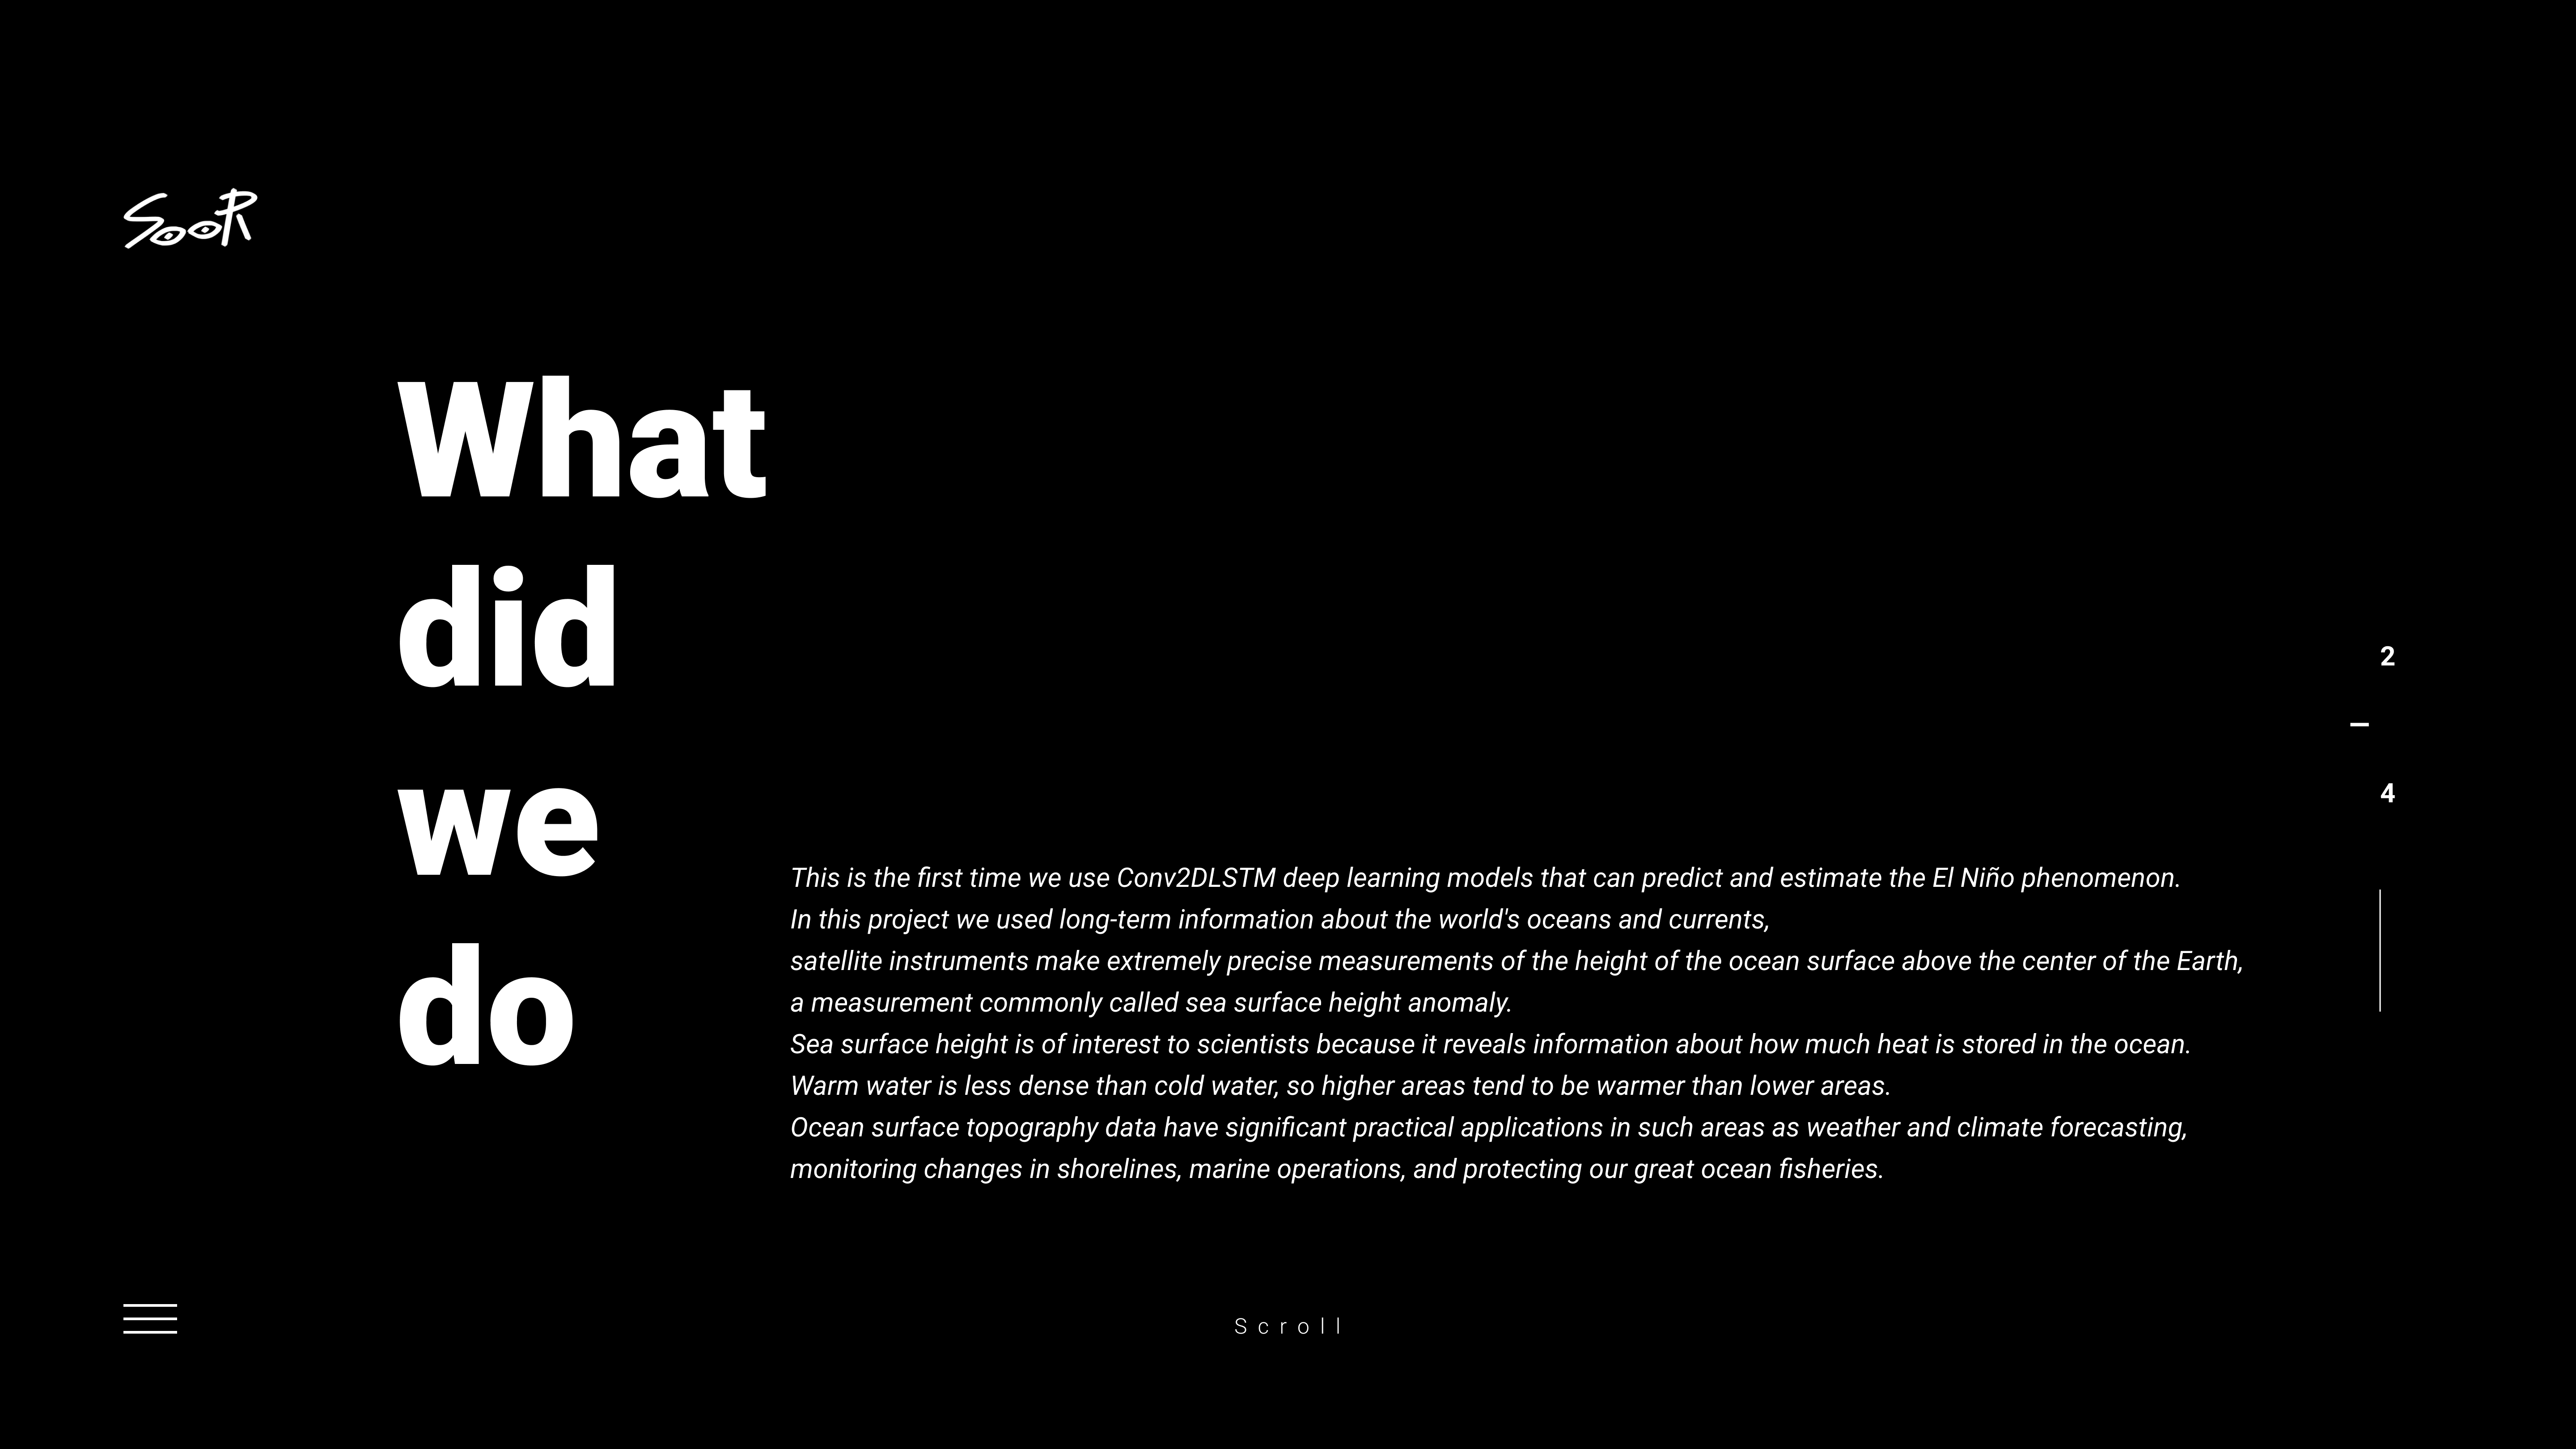 SooR
What
did
we
do
2
–
4
This is the first time we use Conv2DLSTM deep learning models that can predict and estimate the El Niño phenomenon.
In this project we used long-term information about the world's oceans and currents,
satellite instruments make extremely precise measurements of the height of the ocean surface above the center of the Earth,
a measurement commonly called sea surface height anomaly.
Sea surface height is of interest to scientists because it reveals information about how much heat is stored in the ocean.
Warm water is less dense than cold water, so higher areas tend to be warmer than lower areas.
Ocean surface topography data have significant practical applications in such areas as weather and climate forecasting,
monitoring changes in shorelines, marine operations, and protecting our great ocean fisheries.
Scroll